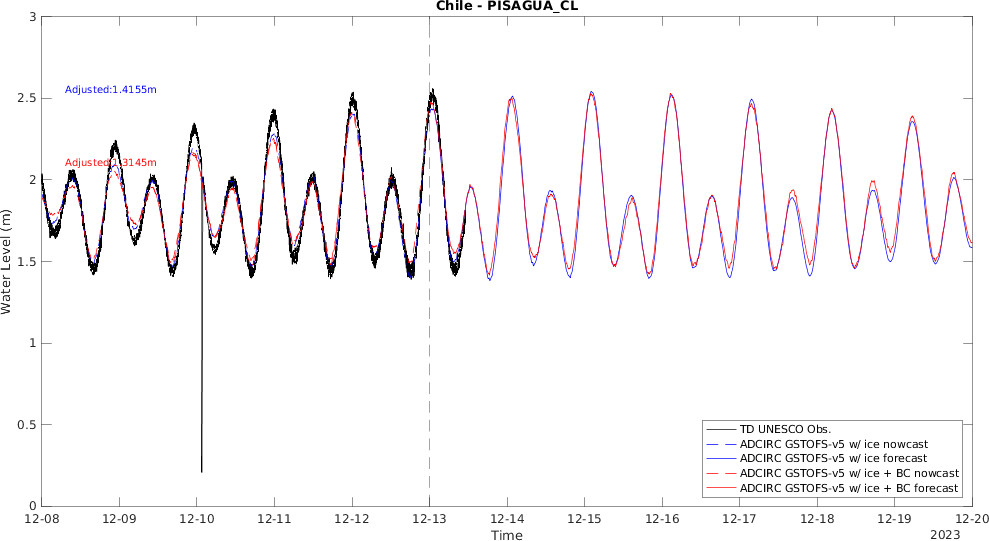 Chile - PISAGUA_CL
3
2.5
2
1.5
1
0.5
0
Water Level (m)
Adjusted:1.4155m
Adjusted:1.3145m
TD UNESCO Obs.
ADCIRC GSTOFS-v5 w/ ice nowcast
ADCIRC GSTOFS-v5 w/ ice forecast
ADCIRC GSTOFS-v5 w/ ice + BC nowcast
ADCIRC GSTOFS-v5 w/ ice + BC forecast
12-08 12-09 12-10 12-11 12-12 12-13 12-14 12-15 12-16 12-17 12-18 12-19 12-20
Time
2023